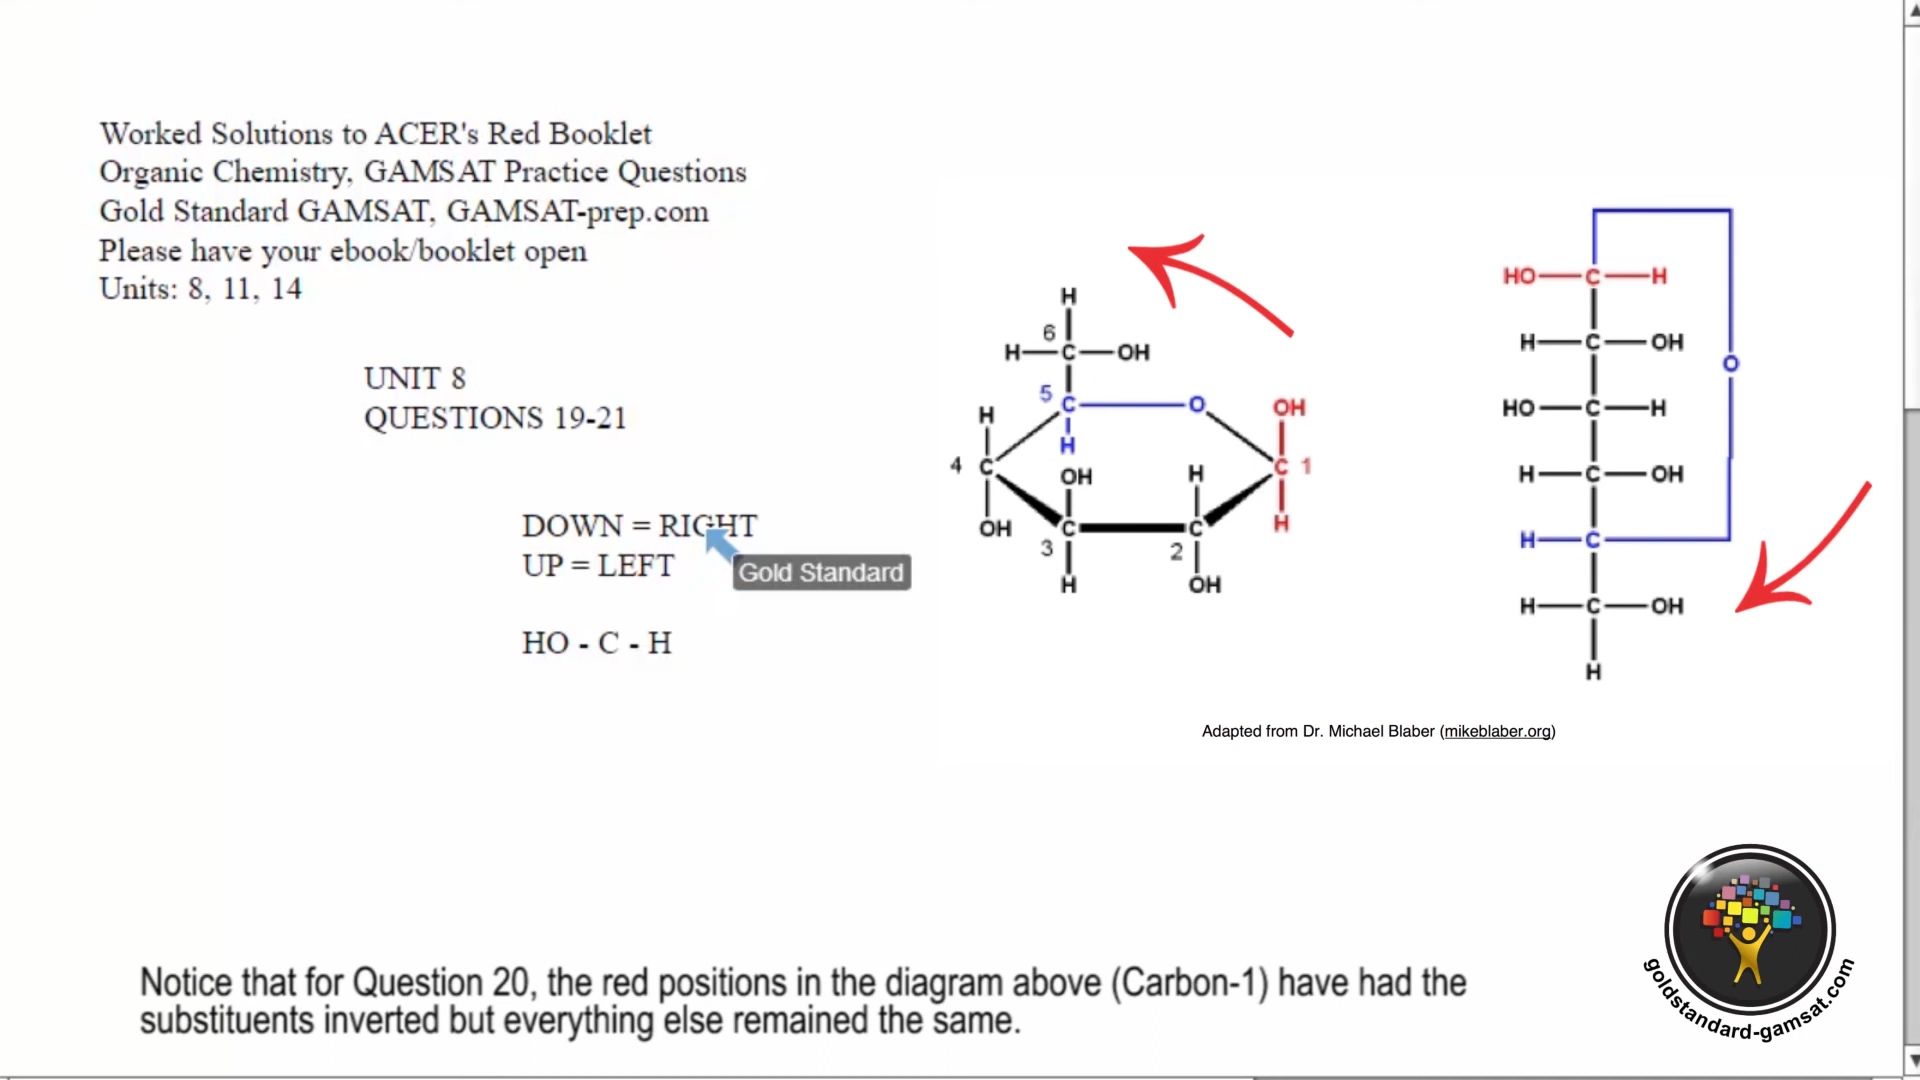 Worked Solutions to ACER's Red Booklet
Organic Chemistry, GAMSAT Practice Questions
Gold Standard GAMSAT, GAMSAT-prep.com
Please have your ebook/booklet open
Units: 8, 11, 14
UNIT 8
QUESTIONS 19-21
DOWN = RIGHT
UP = LEFT
Gold Standard
HO - C - H
H
6
H C OH
5 C O
H
H
OH
4 C
C 1
OH
H
H
OH
3 C
C 2
H
OH
HO C H
H C OH
O
HO C H
H C OH
H C
H C OH
H
Adapted from Dr. Michael Blaber (mikeblaber.org)
Notice that for Question 20, the red positions in the diagram above (Carbon-1) have had the
substituents inverted but everything else remained the same.
goldstandard-gamsat.com